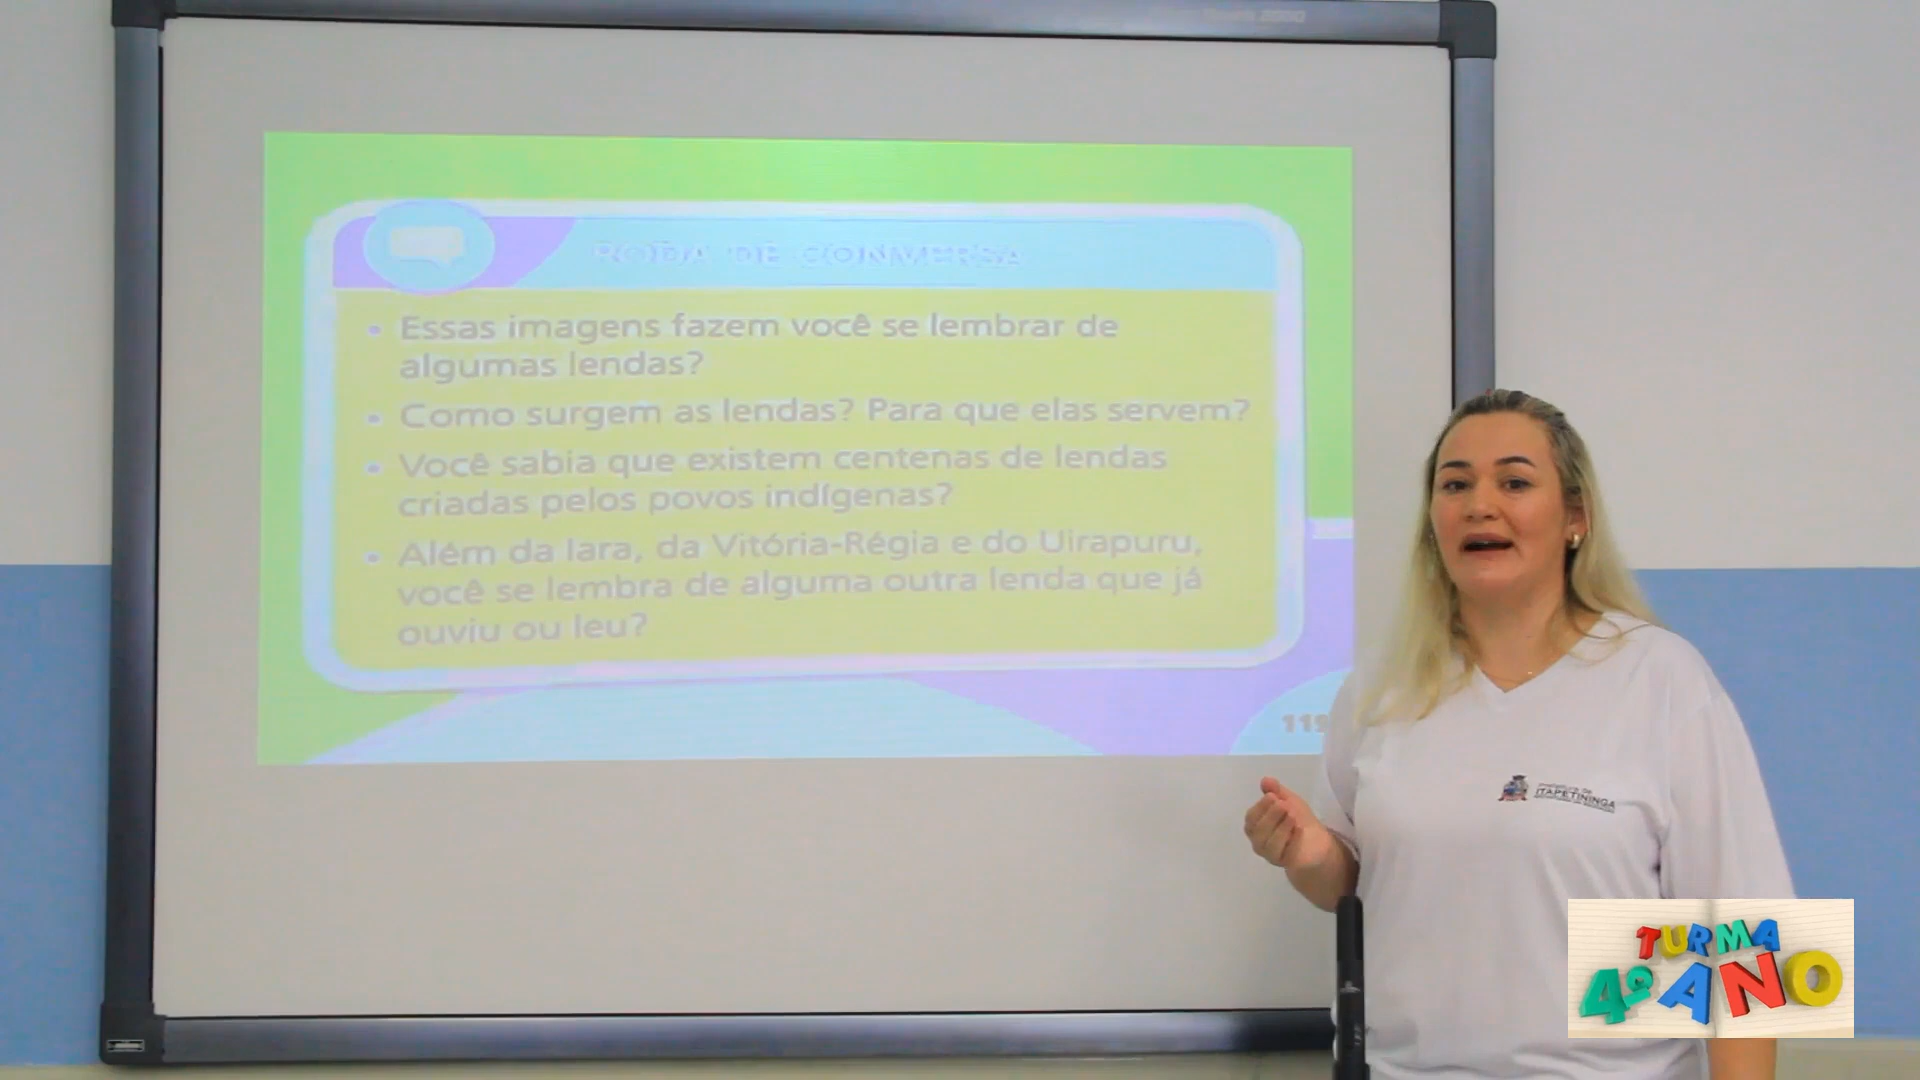 RODA DE CONVERSA
• Essas imagens fazem você se lembrar de
algumas lendas?
• Como surgem as lendas? Para que elas servem?
• Você sabia que existem centenas de lendas
criadas pelos povos indígenas?
• Além da Iara, da Vitória-Régia e do Uirapuru,
você se lembra de alguma outra lenda que já
ouviu ou leu?
ITAPETININGA
TURMA
4º ANO